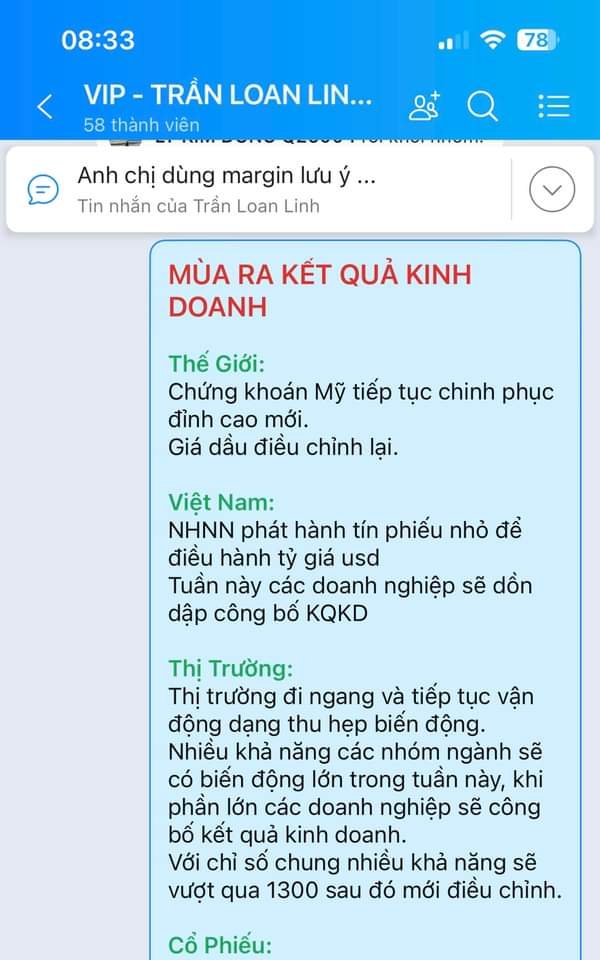 08:33
78
VIP - TRẦN LOAN LIN...
58 thành viên
Anh chị dùng margin lưu ý ...
Tin nhắn của Trần Loan Linh
MÙA RA KẾT QUẢ KINH
DOANH
Thế Giới:
Chứng khoán Mỹ tiếp tục chinh phục
đỉnh cao mới.
Giá dầu điều chỉnh lại.
Việt Nam:
NHNN phát hành tín phiếu nhỏ để
điều hành tỷ giá usd
Tuần này các doanh nghiệp sẽ dồn
dập công bố KQKD
Thị Trường:
Thị trường đi ngang và tiếp tục vận
động dạng thu hẹp biến động.
Nhiều khả năng các nhóm ngành sẽ
có biến động lớn trong tuần này, khi
phần lớn các doanh nghiệp sẽ công
bố kết quả kinh doanh.
Với chỉ số chung nhiều khả năng sẽ
vượt qua 1300 sau đó mới điều chỉnh.
Cổ Phiếu: